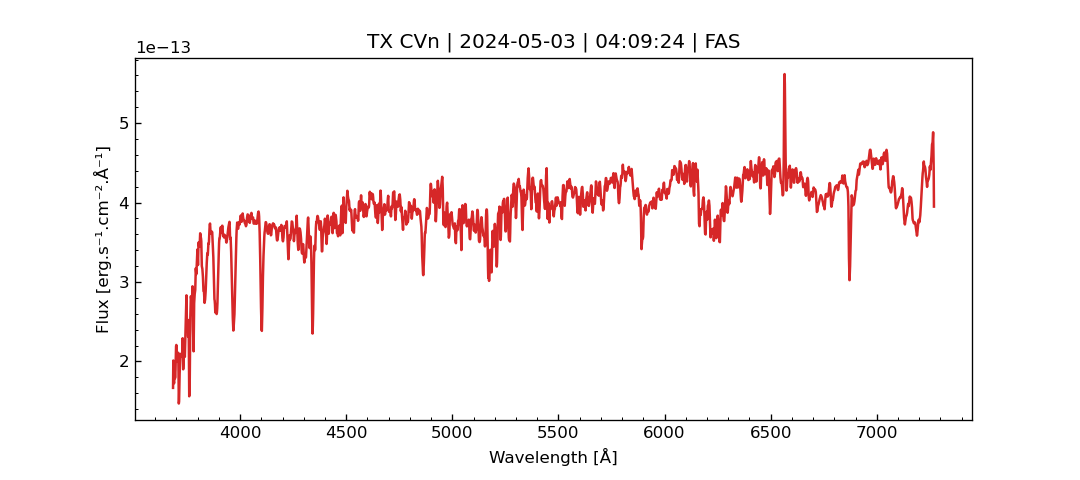 TX CVn | 2024-05-03 | 04:09:24 | FAS
1e−13
5
4
3
2
Flux [erg.s⁻¹.cm⁻².Å⁻¹]
4000 4500 5000 5500 6000 6500 7000
Wavelength [Å]